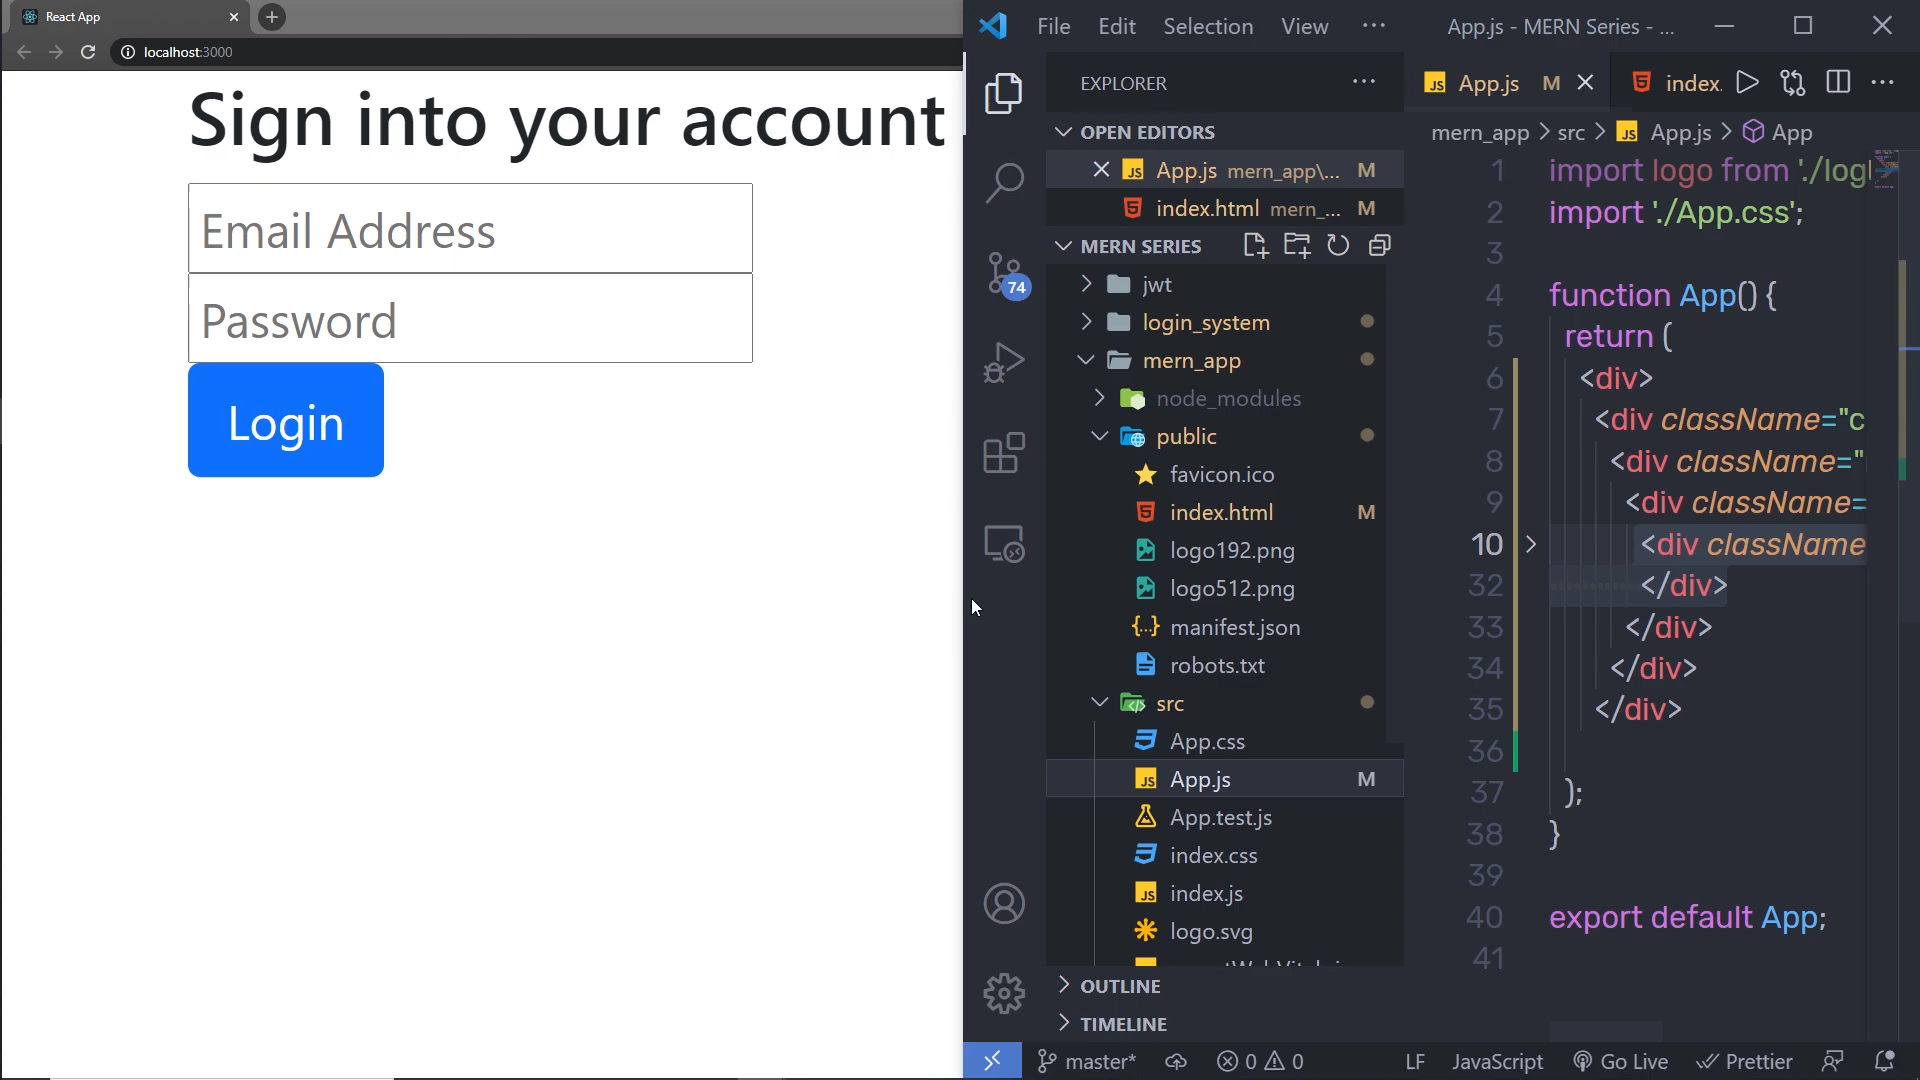 React App
localhost:3000
Sign into your account
Email Address
Password
Login
File Edit Selection View ···
App.js - MERN Series - ...
EXPLORER
OPEN EDITORS
App.js mern_app\... M
index.html mern_... M
MERN SERIES
jwt
login_system
mern_app
node_modules
public
favicon.ico
index.html M
logo192.png
logo512.png
manifest.json
robots.txt
src
App.css
App.js M
App.test.js
index.css
index.js
logo.svg
OUTLINE
TIMELINE
74
App.js M
index.
mern_app > src > App.js > App
1 import logo from './log
2 import './App.css';
3
4 function App() {
5 return (
6 <div>
7 <div className="c
8 <div className="
9 <div className=
10 <div className
32 </div>
33 </div>
34 </div>
35 </div>
36
37 );
38 }
39
40 export default App;
41
master* 0 0 LF JavaScript Go Live Prettier